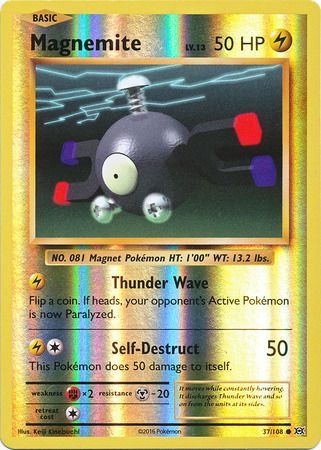 BASIC
Magnemite LV.13 50 HP
NO. 081 Magnet Pokémon HT: 1'00" WT: 13.2 lbs.
Thunder Wave
Flip a coin. If heads, your opponent's Active Pokémon
is now Paralyzed.
Self-Destruct 50
This Pokémon does 50 damage to itself.
weakness ×2 resistance -20
retreat
cost
It moves while constantly hovering.
It discharges Thunder Wave and so
on from the units at its sides.
Illus. Keiji Kinebuchi
©2016 Pokémon
37/108